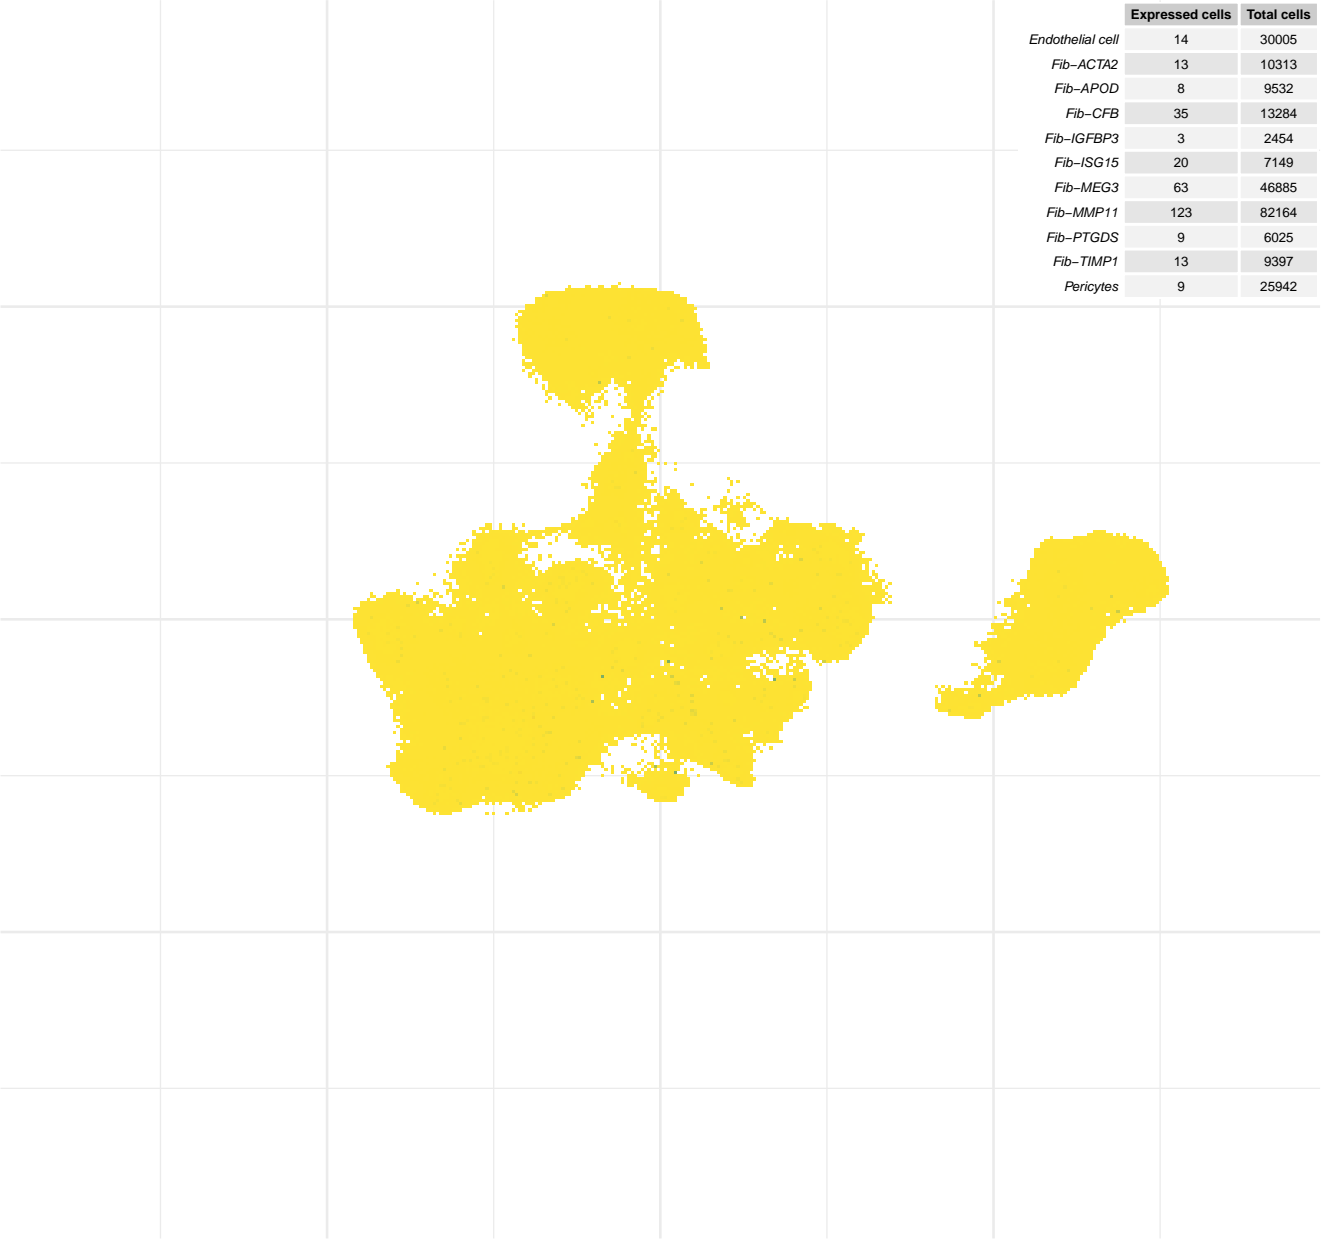 Expressed cells Total cells
Endothelial cell 14 30005
Fib−ACTA2 13 10313
Fib−APOD 8 9532
Fib−CFB 35 13284
Fib−IGFBP3 3 2454
Fib−ISG15 20 7149
Fib−MEG3 63 46885
Fib−MMP11 123 82164
Fib−PTGDS 9 6025
Fib−TIMP1 13 9397
Pericytes 9 25942